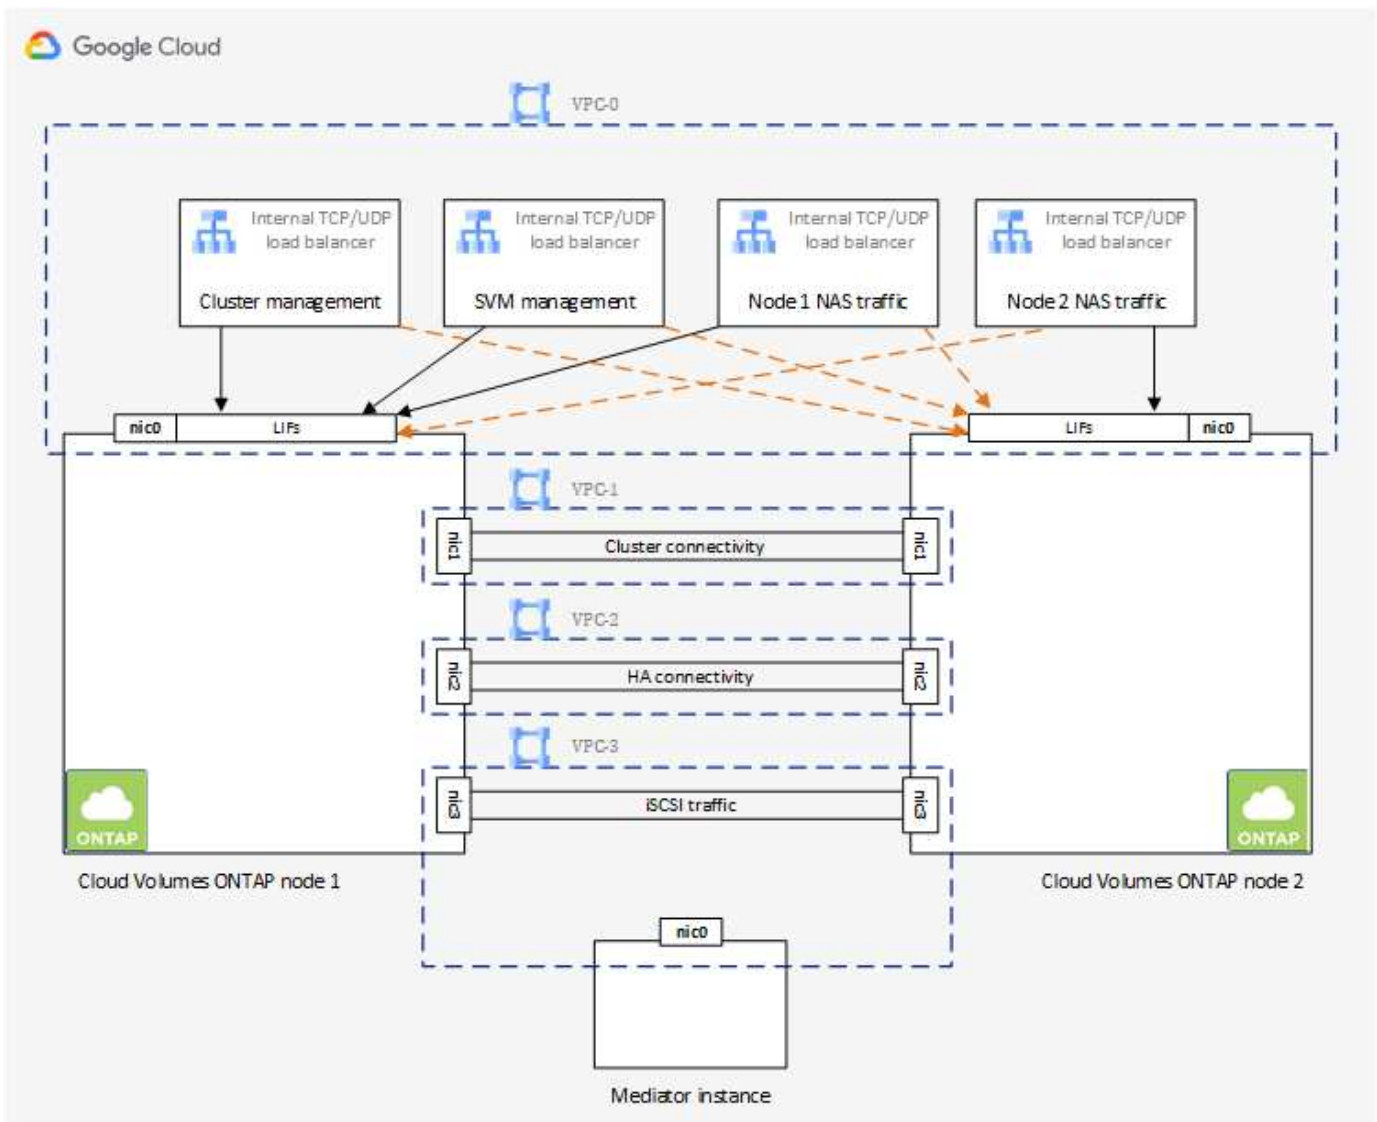 Google Cloud
VPC-0
Internal TCP/UDP
load balancer
Cluster management
Internal TCP/UDP
load balancer
SVM management
Internal TCP/UDP
load balancer
Node 1 NAS traffic
Internal TCP/UDP
load balancer
Node 2 NAS traffic
nic0
LIFs
LIFs
nic0
VPC-1
nic1
Cluster connectivity
nic1
VPC-2
nic2
HA connectivity
nic2
VPC-3
nic3
iSCSI traffic
nic3
ONTAP
ONTAP
Cloud Volumes ONTAP node 1
Cloud Volumes ONTAP node 2
nic0
Mediator instance